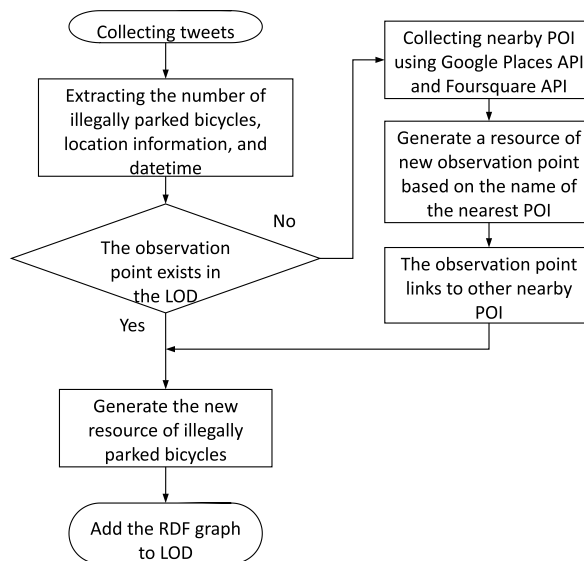 Collecting tweets
Extracting the number of
illegally parked bicycles,
location information, and
datetime
No
The observation
point exists in
the LOD
Yes
Collecting nearby POI
using Google Places API
and Foursquare API
Generate a resource of
new observation point
based on the name of
the nearest POI
The observation point
links to other nearby
POI
Generate the new
resource of illegally
parked bicycles
Add the RDF graph
to LOD